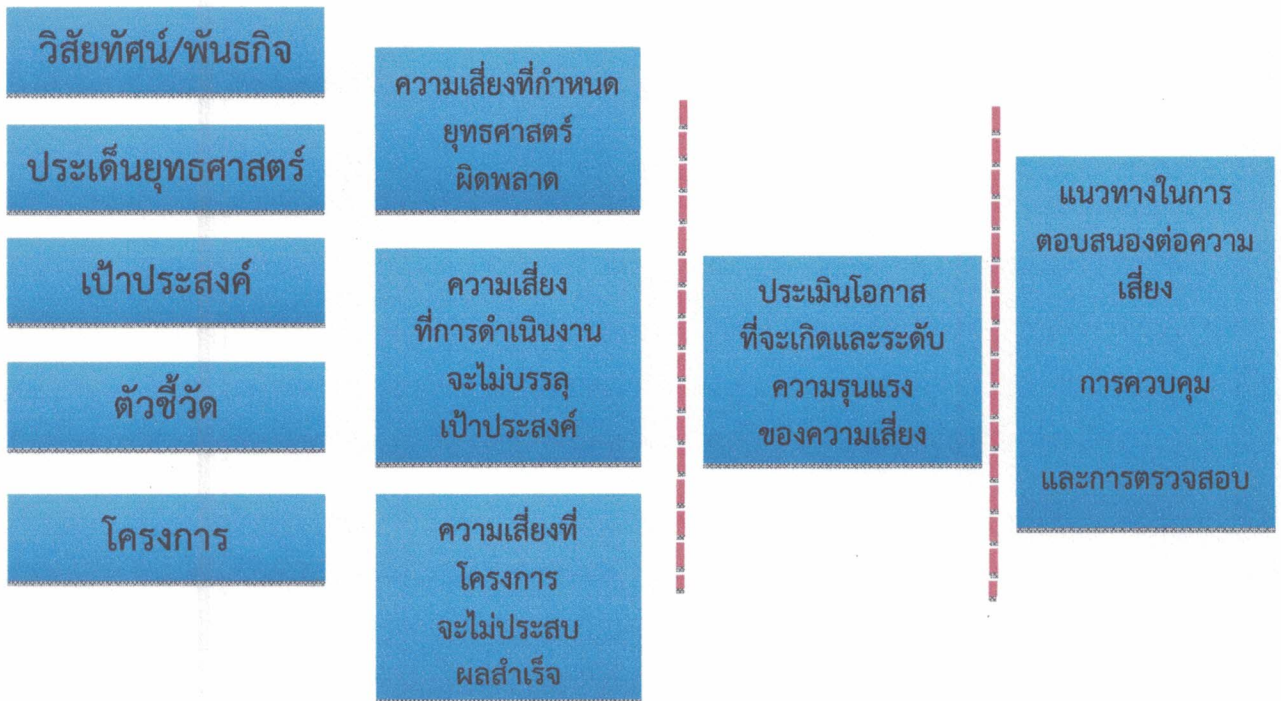 วิสัยทัศน์/พันธกิจ
ประเด็นยุทธศาสตร์
เป้าประสงค์
ตัวชี้วัด
โครงการ
ความเสี่ยงที่กำหนด
ยุทธศาสตร์
ผิดพลาด
ความเสี่ยง
ที่การดำเนินงาน
จะไม่บรรลุ
เป้าประสงค์
ความเสี่ยงที่
โครงการ
จะไม่ประสบ
ผลสำเร็จ
ประเมินโอกาส
ที่จะเกิดและระดับ
ความรุนแรง
ของความเสี่ยง
แนวทางในการ
ตอบสนองต่อความ
เสี่ยง
การควบคุม
และการตรวจสอบ